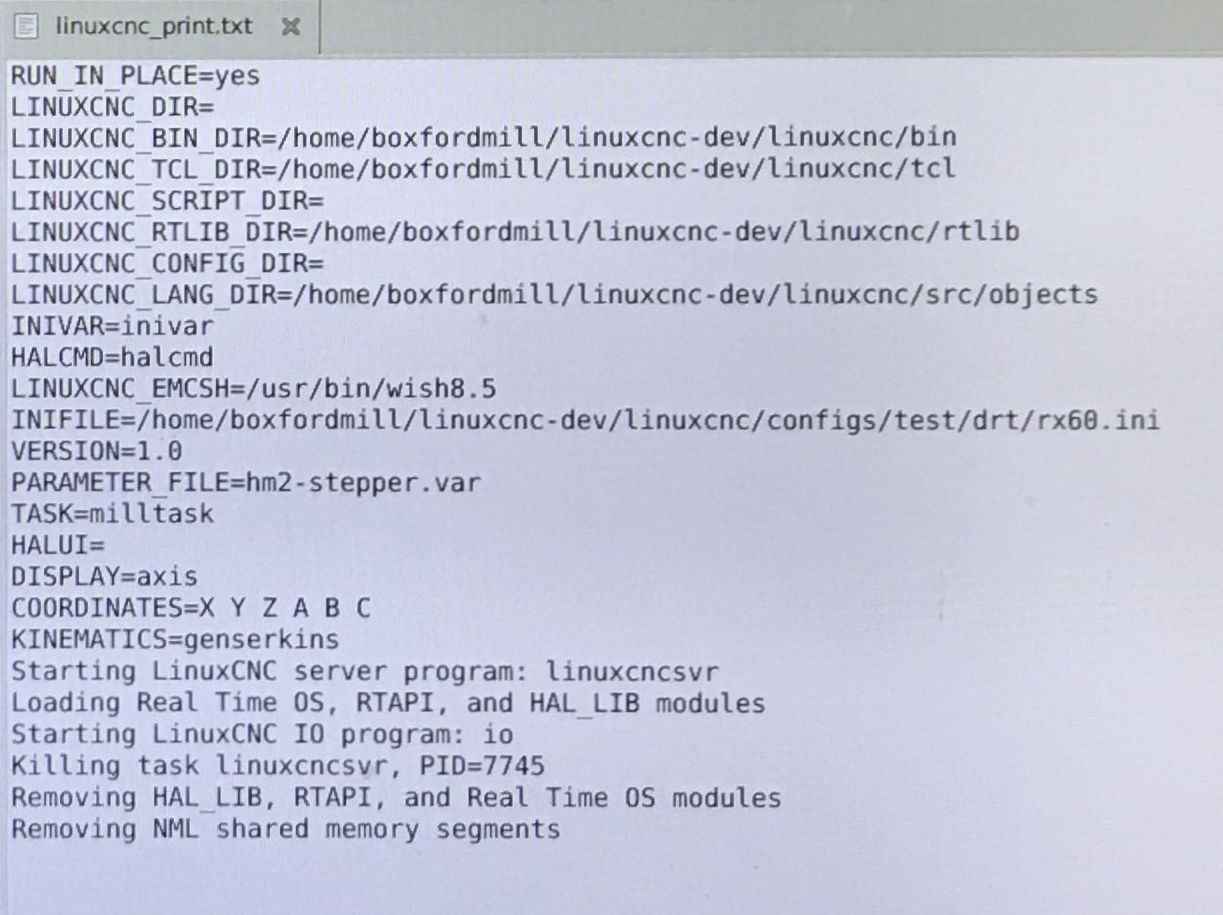 linuxcnc_print.txt
RUN_IN_PLACE=yes
LINUXCNC_DIR=
LINUXCNC_BIN_DIR=/home/boxfordmill/linuxcnc-dev/linuxcnc/bin
LINUXCNC_TCL_DIR=/home/boxfordmill/linuxcnc-dev/linuxcnc/tcl
LINUXCNC_SCRIPT_DIR=
LINUXCNC_RTLIB_DIR=/home/boxfordmill/linuxcnc-dev/linuxcnc/rtlib
LINUXCNC_CONFIG_DIR=
LINUXCNC_LANG_DIR=/home/boxfordmill/linuxcnc-dev/linuxcnc/src/objects
INIVAR=inivar
HALCMD=halcmd
LINUXCNC_EMCSH=/usr/bin/wish8.5
INIFILE=/home/boxfordmill/linuxcnc-dev/linuxcnc/configs/test/drt/rx60.ini
VERSION=1.0
PARAMETER_FILE=hm2-stepper.var
TASK=milltask
HALUI=
DISPLAY=axis
COORDINATES=X Y Z A B C
KINEMATICS=genserkins
Starting LinuxCNC server program: linuxcncsvr
Loading Real Time OS, RTAPI, and HAL_LIB modules
Starting LinuxCNC IO program: io
Killing task linuxcncsvr, PID=7745
Removing HAL_LIB, RTAPI, and Real Time OS modules
Removing NML shared memory segments